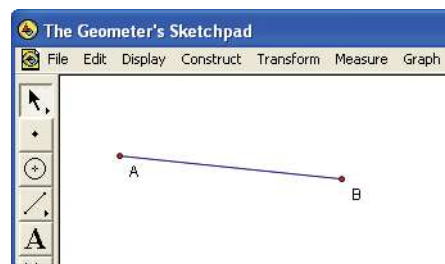 The Geometer's Sketchpad
File Edit Display Construct Transform Measure Graph
A
B
A